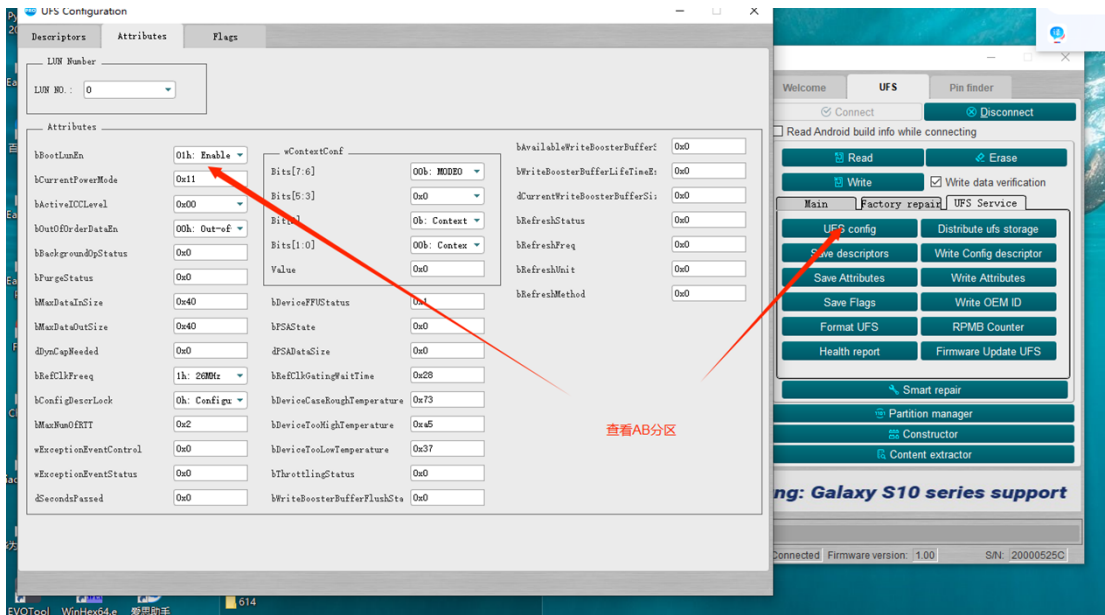 UFS Configuration
Descriptors Attributes Flags
LUN Number
LUN NO.: 0
Attributes
bBootLunEn 01h: Enable
bCurrentPowerMode 0x11
bActiveICCLevel 0x00
bOutOfOrderDataEn 00h: Out-of
bBackgroundOpStatus 0x0
bPurgeStatus 0x0
bMaxDataInSize 0x40
bMaxDataOutSize 0x40
dDynCapNeeded 0x0
bRefClkFreeq 1h: 26MHz
bConfigDescrLock 0h: Configu
bMaxNumOfRTT 0x2
wExceptionEventControl 0x0
wExceptionEventStatus 0x0
dSecondsPassed 0x0
wContextConf
Bits[7:6] 00b: MODE0
Bits[5:3] 0x0
0b: Context
Bits[1:0] 00b: Contex
Value 0x0
bDeviceFFUStatus
bPSAState 0x0
dPSADataSize 0x0
bRefClkGatingWaitTime 0x28
bDeviceCaseRoughTemperature 0x73
bDeviceTooHighTemperature 0xa5
bDeviceTooLowTemperature 0x37
bThrottlingStatus 0x0
bWriteBoosterBufferFlushSta 0x0
bAvailableWriteBoosterBufferS 0x0
bWriteBoosterBufferLifeTimeEs 0x0
dCurrentWriteBoosterBufferSi 0x0
bRefreshStatus 0x0
bRefreshFreq 0x0
bRefreshUnit 0x0
bRefreshMethod 0x0
查看AB分区
Welcome UFS Pin finder
Connect Disconnect
Read Android build info while connecting
Read Erase
Write Write data verification
Main Factory repair UFS Service
UFS config Distribute ufs storage
Save descriptors Write Config descriptor
Save Attributes Write Attributes
Save Flags Write OEM ID
Format UFS RPMB Counter
Health report Firmware Update UFS
Smart repair
Partition manager
Constructor
Content extractor
ng: Galaxy S10 series support
Connected Firmware version: 1.00 S/N: 20000525C
614
EVOTool WinHex64.e 爱思助手